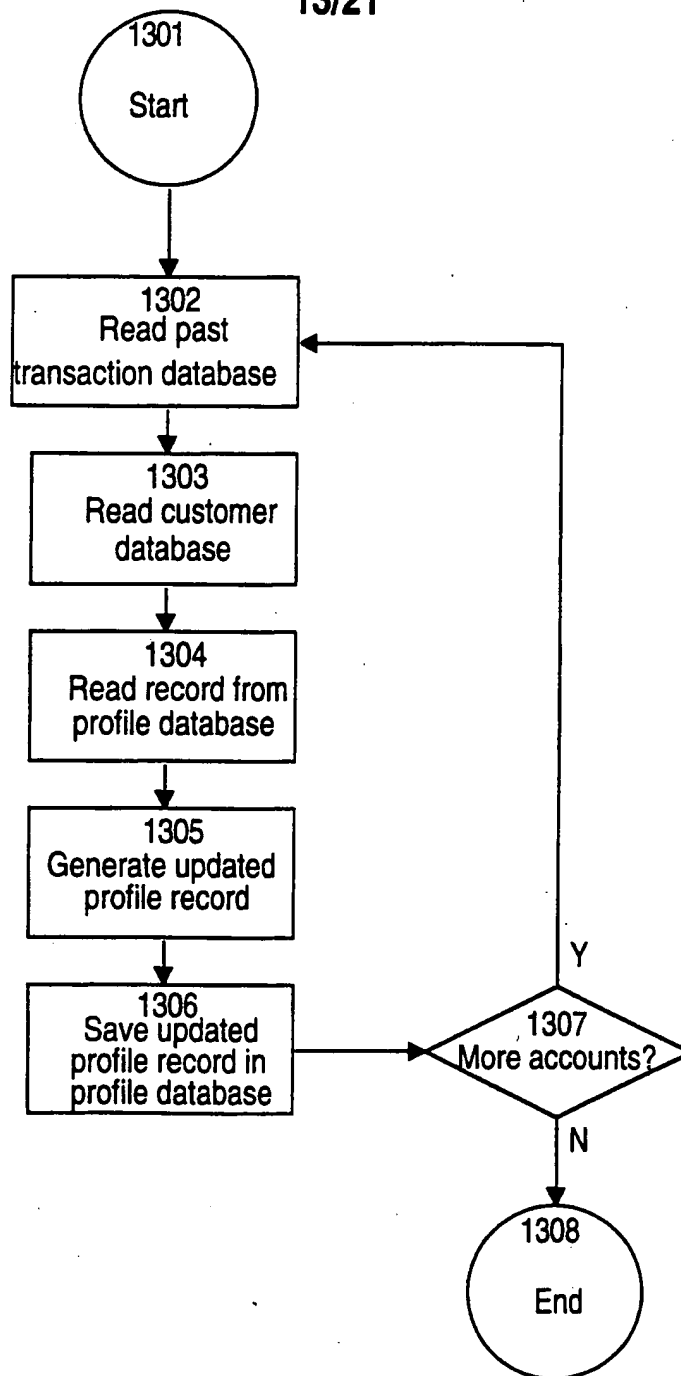 13/21
1301
Start
1302
Read past
transaction database
1303
Read customer
database
1304
Read record from
profile database
1305
Generate updated
profile record
1306
Save updated
profile record in
profile database
Y
1307
More accounts?
N
1308
End